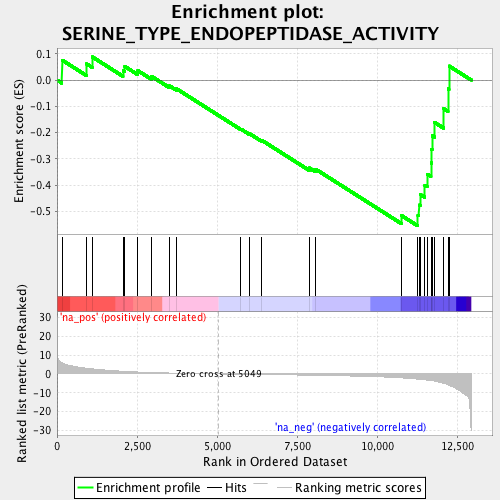 Enrichment plot:
SERINE_TYPE_ENDOPEPTIDASE_ACTIVITY
Enrichment score (ES)
0.1
0.0
-0.1
-0.2
-0.3
-0.4
-0.5
'na_pos' (positively correlated)
Ranked list metric (PreRanked)
30
20
10
0
-10
-20
-30
Zero cross at 5049
'na_neg' (negatively correlated)
0 2,500 5,000 7,500 10,000 12,500
Rank in Ordered Dataset
Enrichment profile Hits Ranking metric scores